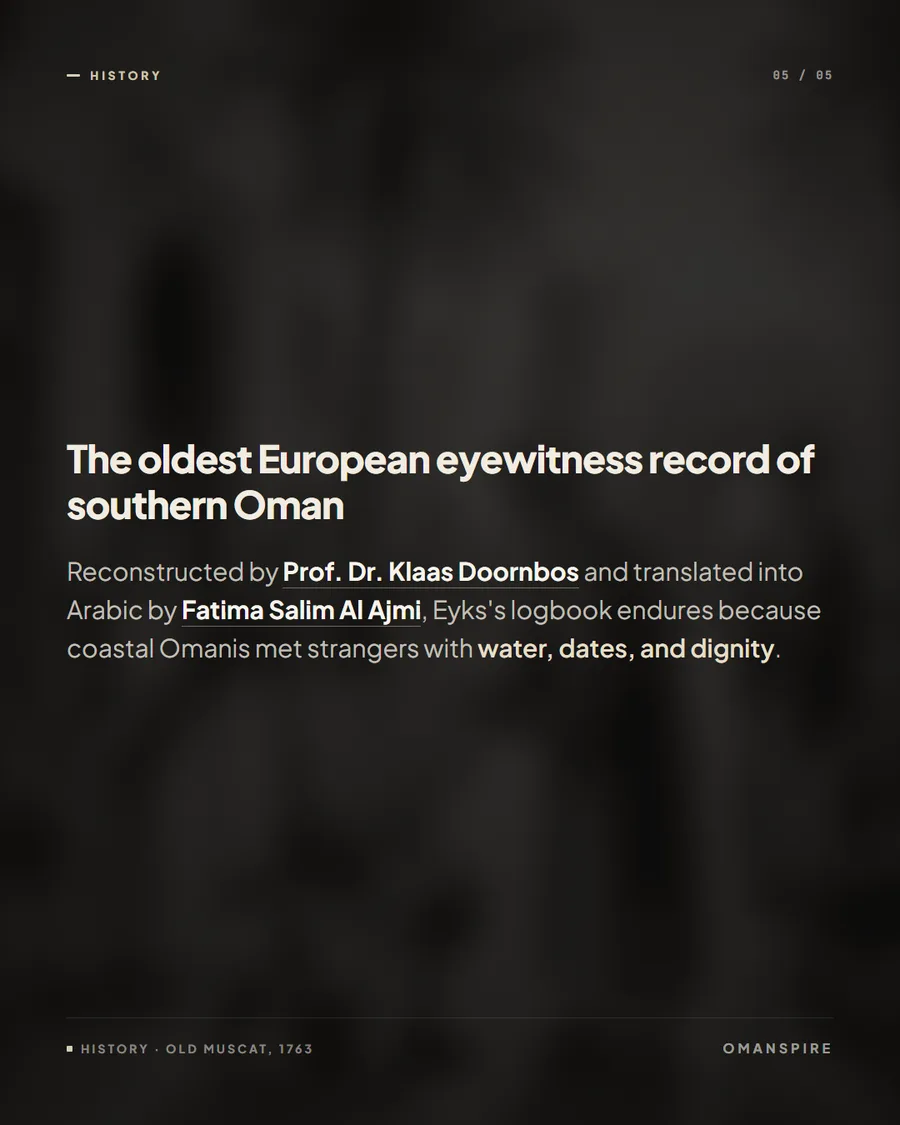 — HISTORY
05 / 05
The oldest European eyewitness record of
southern Oman
Reconstructed by Prof. Dr. Klaas Doornbos and translated into
Arabic by Fatima Salim Al Ajmi, Eyks's logbook endures because
coastal Omanis met strangers with water, dates, and dignity.
HISTORY · OLD MUSCAT, 1763
OMANSPIRE